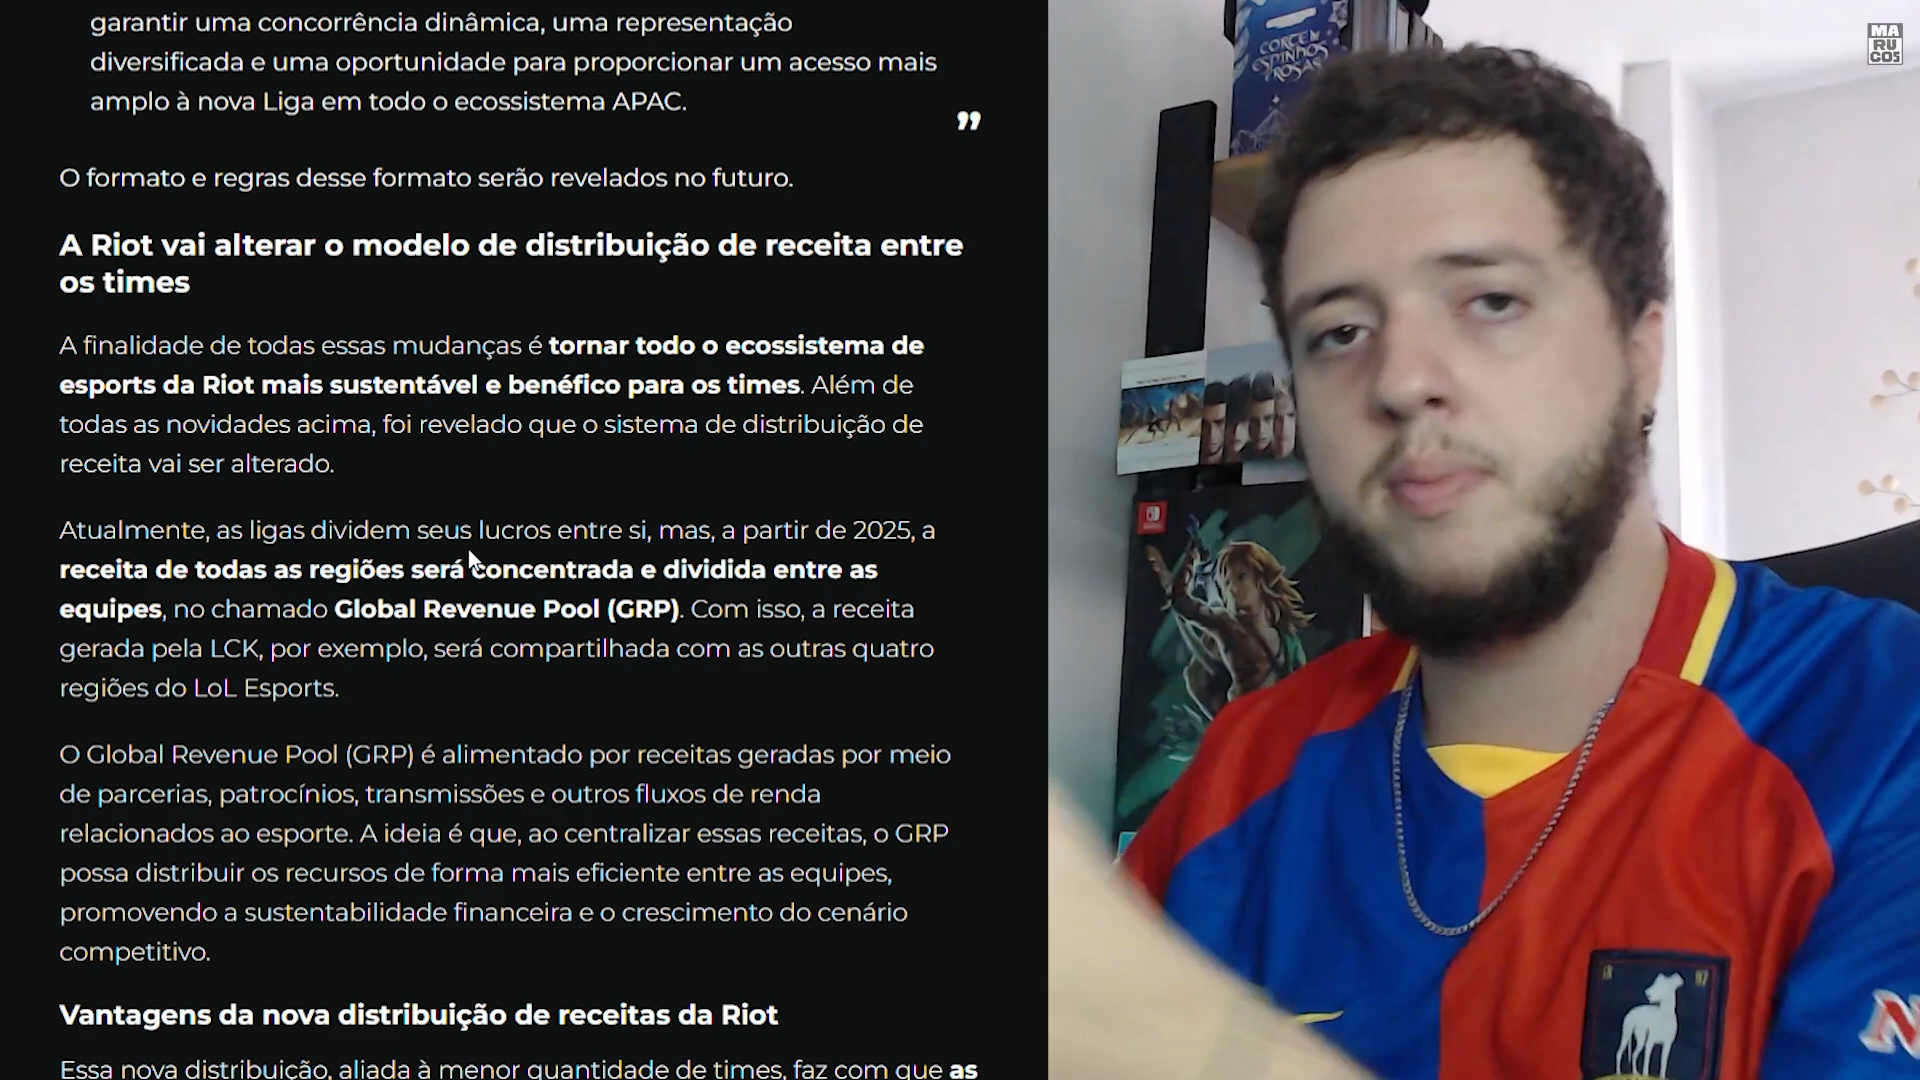 garantir uma concorrência dinâmica, uma representação
diversificada e uma oportunidade para proporcionar um acesso mais
amplo à nova Liga em todo o ecossistema APAC.
”
O formato e regras desse formato serão revelados no futuro.
A Riot vai alterar o modelo de distribuição de receita entre
os times
A finalidade de todas essas mudanças é tornar todo o ecossistema de
esports da Riot mais sustentável e benéfico para os times. Além de
todas as novidades acima, foi revelado que o sistema de distribuição de
receita vai ser alterado.
Atualmente, as ligas dividem seus lucros entre si, mas, a partir de 2025, a
receita de todas as regiões será concentrada e dividida entre as
equipes, no chamado Global Revenue Pool (GRP). Com isso, a receita
gerada pela LCK, por exemplo, será compartilhada com as outras quatro
regiões do LoL Esports.
O Global Revenue Pool (GRP) é alimentado por receitas geradas por meio
de parcerias, patrocínios, transmissões e outros fluxos de renda
relacionados ao esporte. A ideia é que, ao centralizar essas receitas, o GRP
possa distribuir os recursos de forma mais eficiente entre as equipes,
promovendo a sustentabilidade financeira e o crescimento do cenário
competitivo.
Vantagens da nova distribuição de receitas da Riot
Essa nova distribuição, aliada à menor quantidade de times, faz com que as
CORTE
ESPINHOS
ROSAS
MA
RU
COS
N